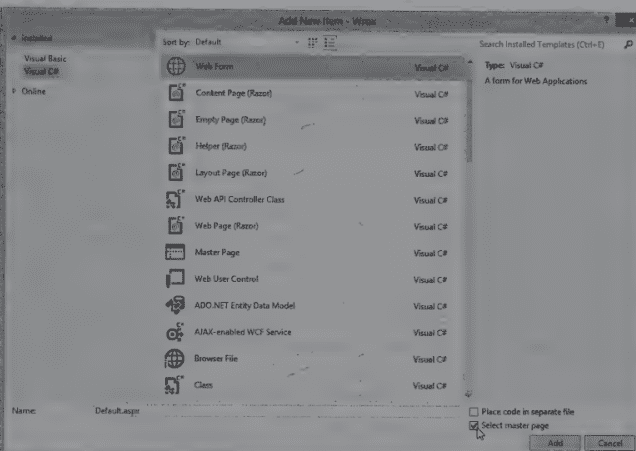 Add New Item - Wrox
Installed
Visual Basic
Visual C#
Online
Sort by: Default
Search Installed Templates (Ctrl+E)
Web Form Visual C#
Content Page (Razor) Visual C#
Empty Page (Razor) Visual C#
Helper (Razor) Visual C#
Layout Page (Razor) Visual C#
Web API Controller Class Visual C#
Web Page (Razor) Visual C#
Master Page Visual C#
Web User Control Visual C#
ADO.NET Entity Data Model Visual C#
AJAX-enabled WCF Service Visual C#
Browser File Visual C#
Class Visual C#
Type: Visual C#
A form for Web Applications
Name: Default.aspx
Place code in separate file
Select master page
Add Cancel